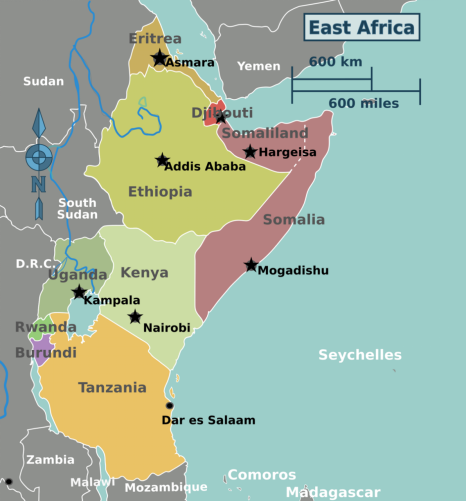 East Africa
Eritrea
Asmara
Yemen
600 km
600 miles
Sudan
Djibouti
Somaliland
Hargeisa
Addis Ababa
Ethiopia
N
South
Sudan
Somalia
D.R.C.
Uganda
Kenya
Mogadishu
Kampala
Rwanda
Nairobi
Burundi
Seychelles
Tanzania
Dar es Salaam
Zambia
Malawi
Mozambique
Comoros
Madagascar